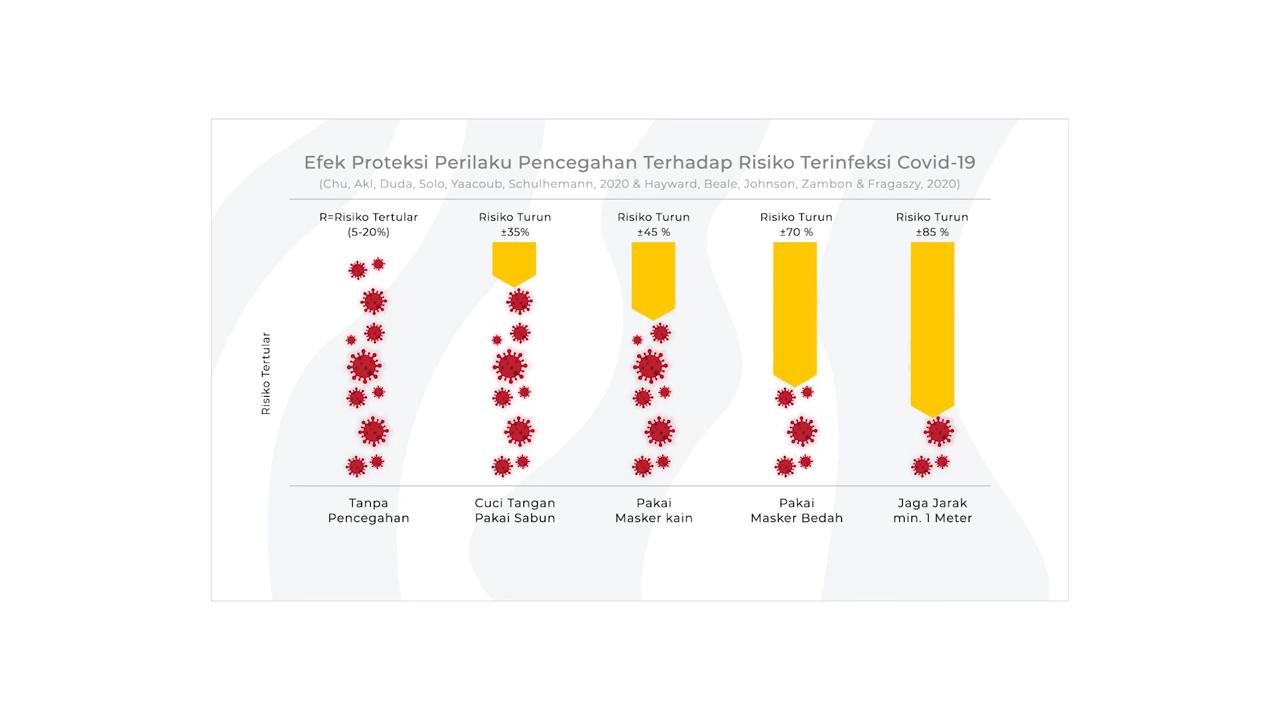 Efek Proteksi Perilaku Pencegahan Terhadap Risiko Terinfeksi Covid-19
(Chu, Akl, Duda, Solo, Yaacoub, Schulhemann, 2020 & Hayward, Beale, Johnson, Zambon & Fragaszy, 2020)
R=Risiko Tertular
(5-20%)
Risiko Turun
±35%
Risiko Turun
±45 %
Risiko Turun
±70 %
Risiko Turun
±85 %
Risiko Tertular
Tanpa
Pencegahan
Cuci Tangan
Pakai Sabun
Pakai
Masker kain
Pakai
Masker Bedah
Jaga Jarak
min. 1 Meter